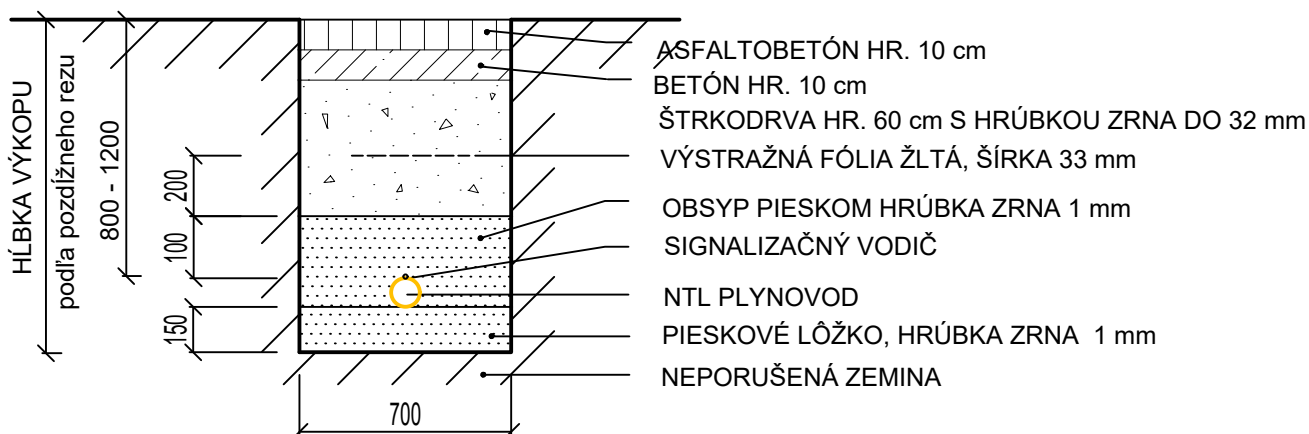 HĹBKA VÝKOPU
podľa pozdĺžneho rezu
800 - 1200
200
100
150
700
ASFALTOBETÓN HR. 10 cm
BETÓN HR. 10 cm
ŠTRKODRVA HR. 60 cm S HRÚBKOU ZRNA DO 32 mm
VÝSTRAŽNÁ FÓLIA ŽLTÁ, ŠÍRKA 33 mm
OBSYP PIESKOM HRÚBKA ZRNA 1 mm
SIGNALIZAČNÝ VODIČ
NTL PLYNOVOD
PIESKOVÉ LÔŽKO, HRÚBKA ZRNA 1 mm
NEPORUŠENÁ ZEMINA